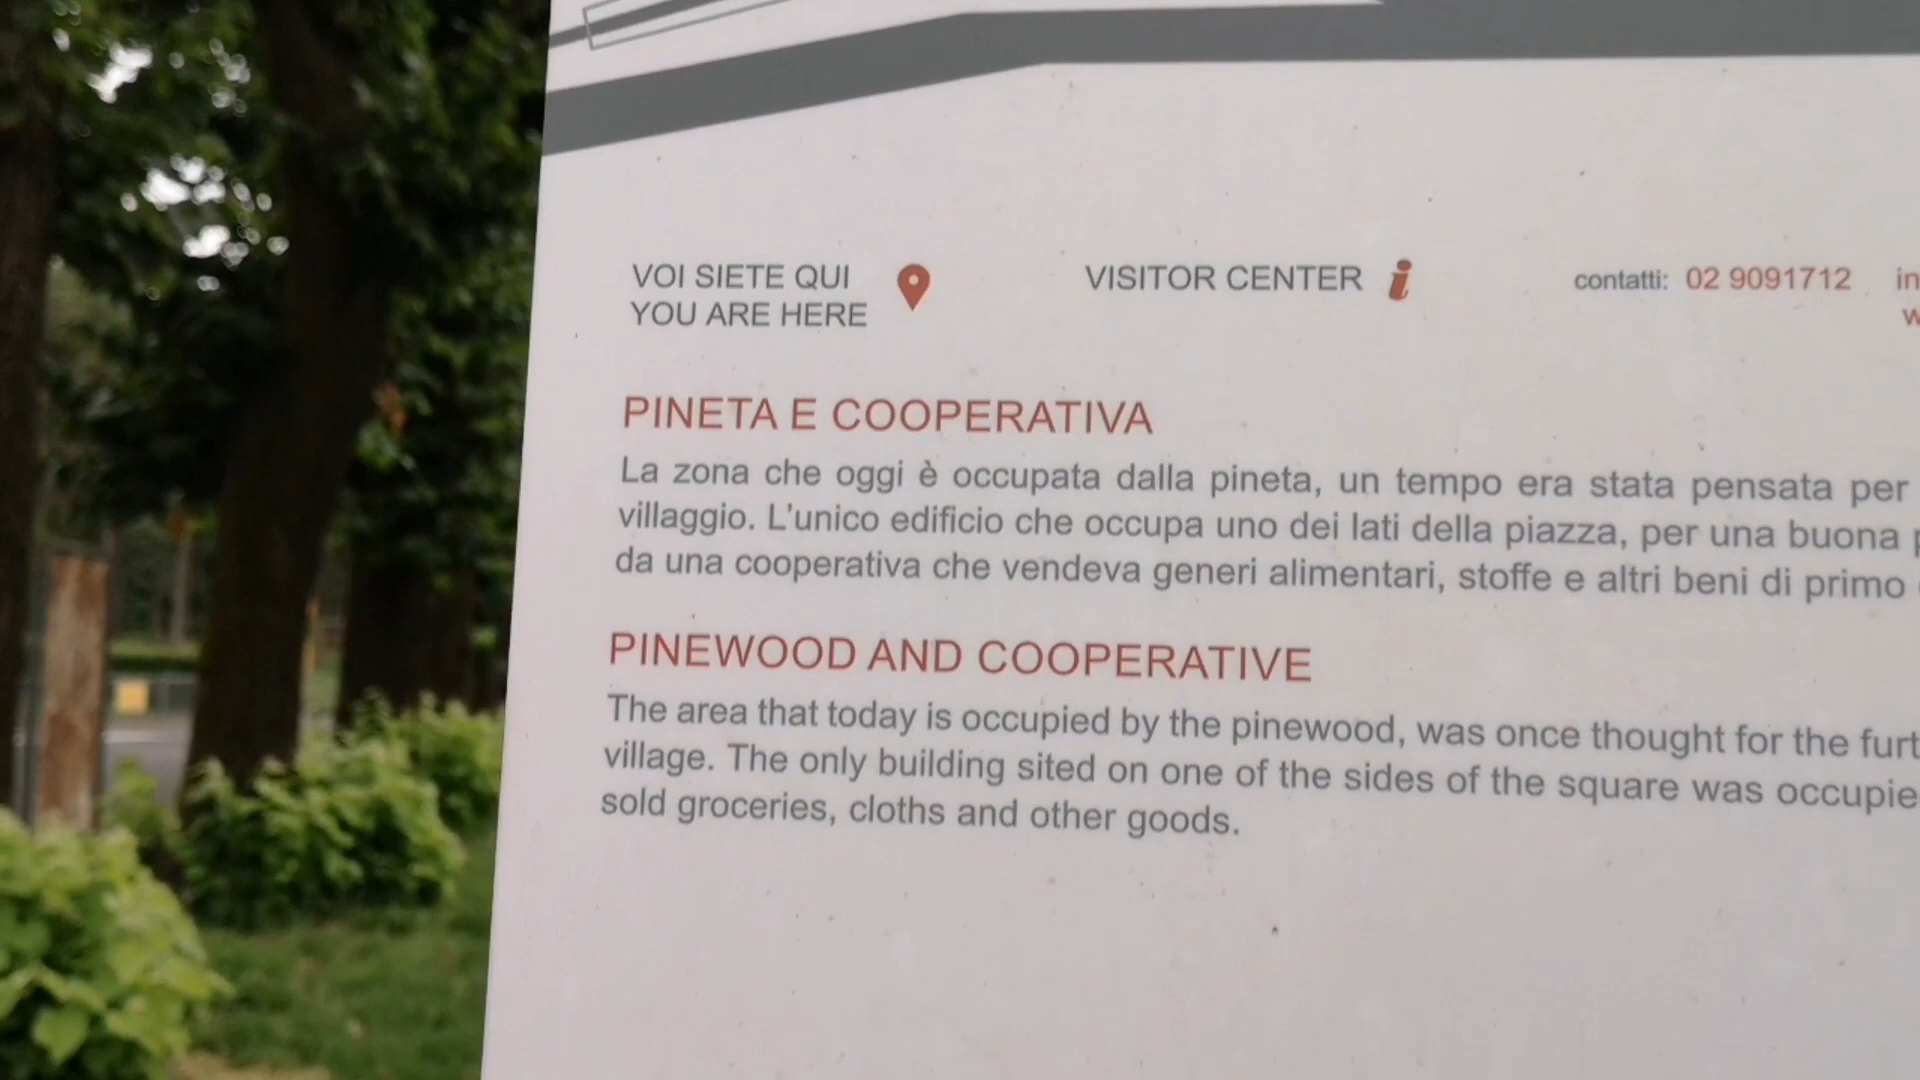 VOI SIETE QUI
YOU ARE HERE
VISITOR CENTER
contatti: 02 9091712
PINETA E COOPERATIVA
La zona che oggi è occupata dalla pineta, un tempo era stata pensata per
villaggio. L'unico edificio che occupa uno dei lati della piazza, per una buona
da una cooperativa che vendeva generi alimentari, stoffe e altri beni di primo
PINEWOOD AND COOPERATIVE
The area that today is occupied by the pinewood, was once thought for the furt
village. The only building sited on one of the sides of the square was occupie
sold groceries, cloths and other goods.